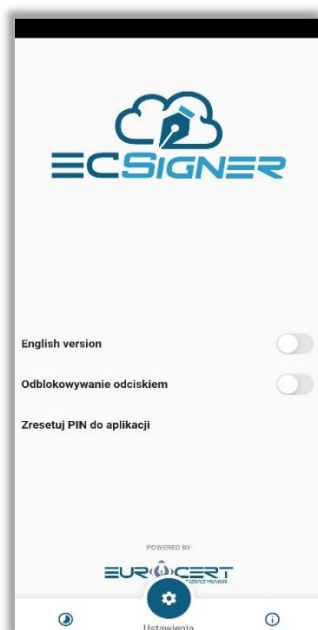 ECSIGNER
English version
Odblokowywanie odciskiem
Zresetuj PIN do aplikacji
POWERED BY
EUROCERT
Ustawienia